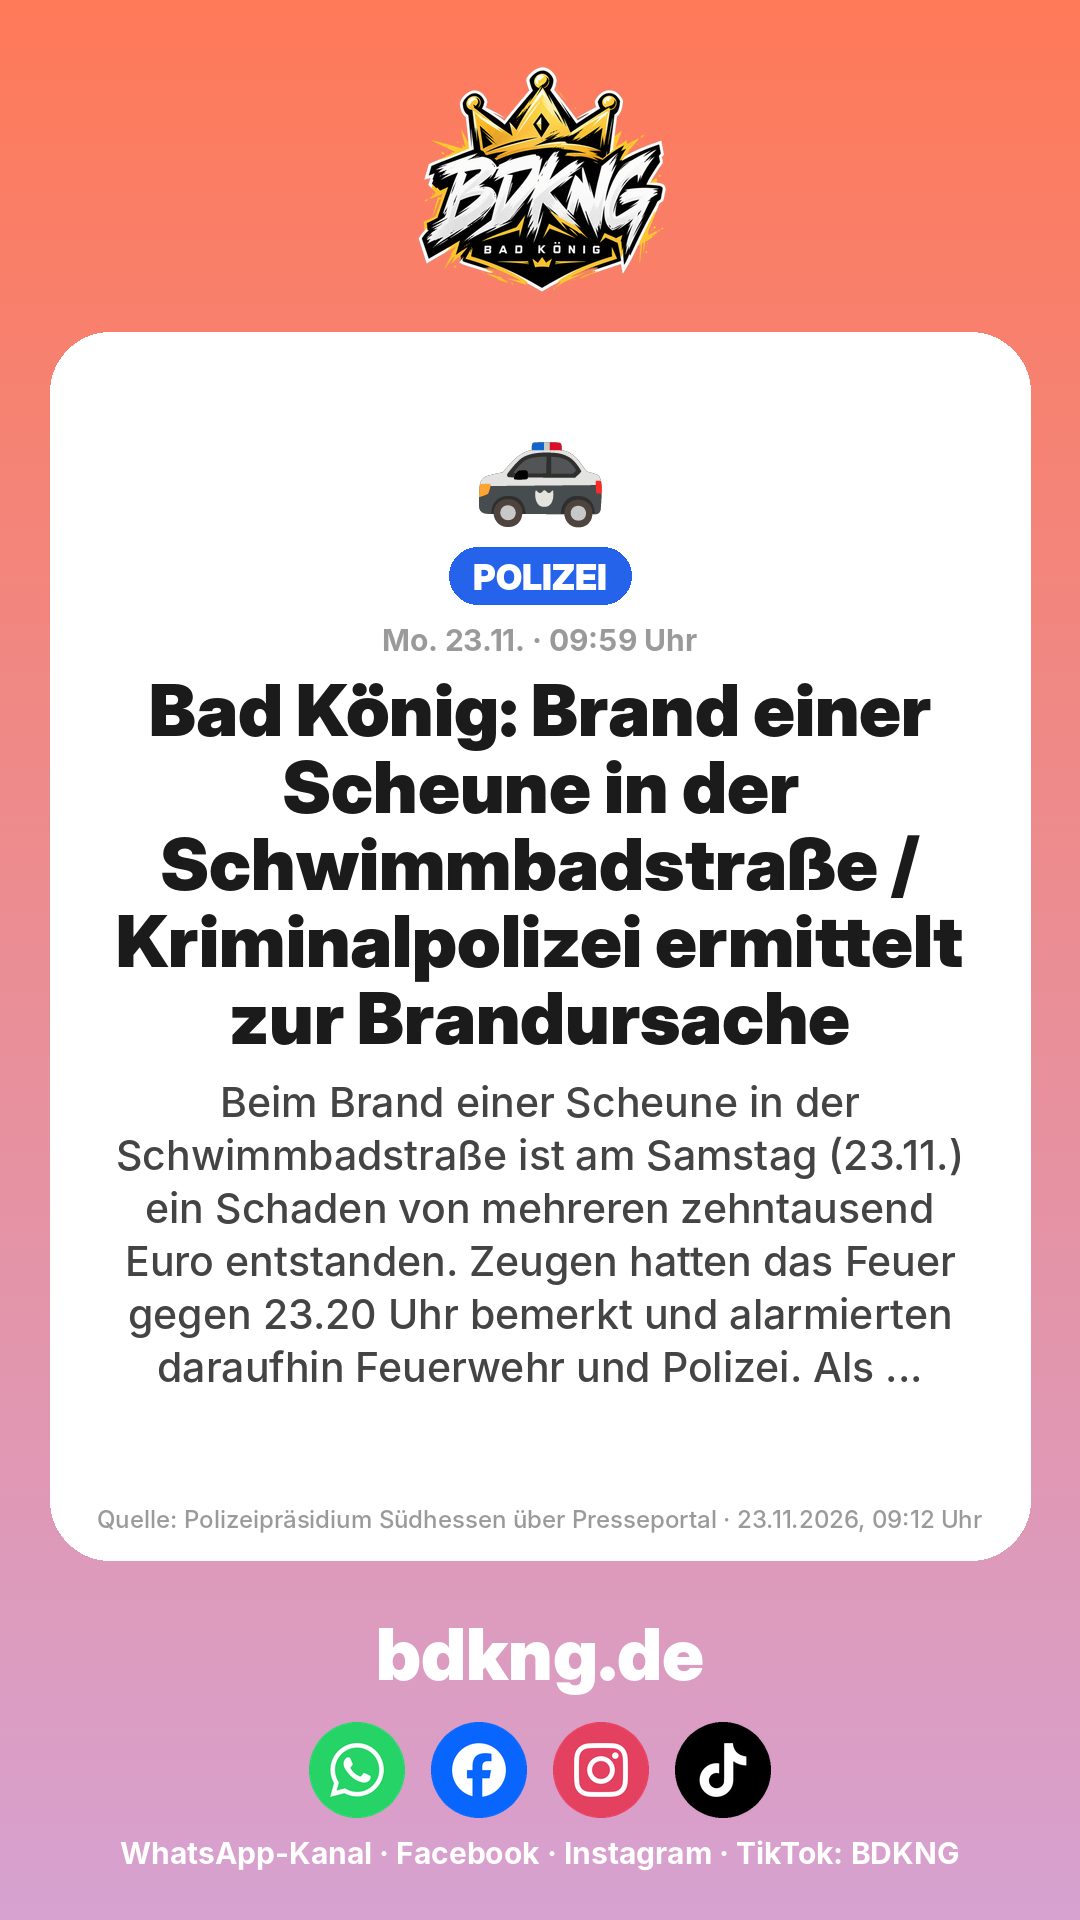 BDKNG
BAD KÖNIG
POLIZEI
Mo. 23.11. · 09:59 Uhr
Bad König: Brand einer
Scheune in der
Schwimmbadstraße /
Kriminalpolizei ermittelt
zur Brandursache
Beim Brand einer Scheune in der
Schwimmbadstraße ist am Samstag (23.11.)
ein Schaden von mehreren zehntausend
Euro entstanden. Zeugen hatten das Feuer
gegen 23.20 Uhr bemerkt und alarmierten
daraufhin Feuerwehr und Polizei. Als ...
Quelle: Polizeipräsidium Südhessen über Presseportal · 23.11.2026, 09:12 Uhr
bdkng.de
WhatsApp-Kanal · Facebook · Instagram · TikTok: BDKNG